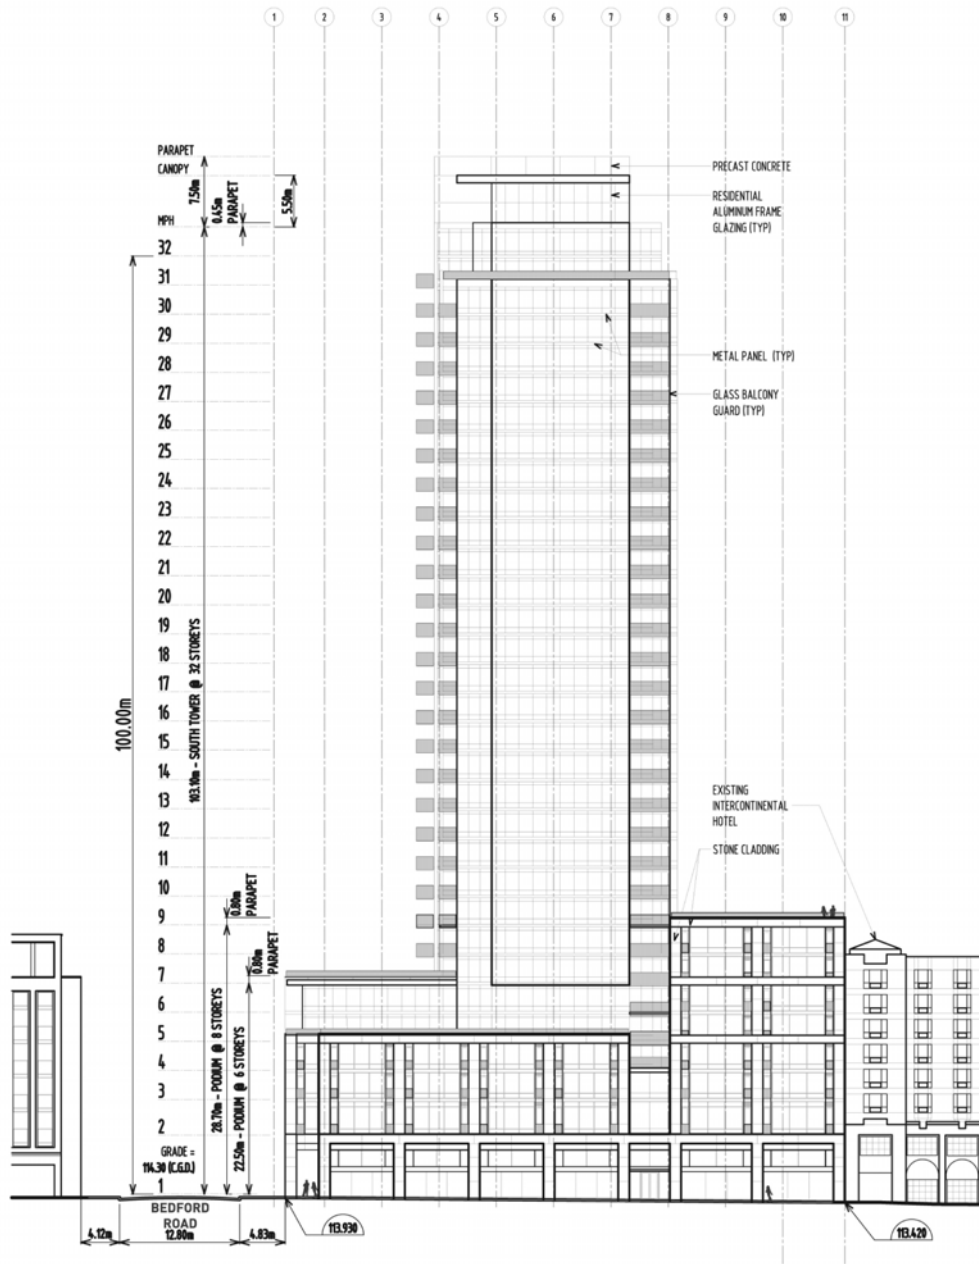 1 2 3 4 5 6 7 8 9 10 11
PARAPET
CANOPY
7.50m
0.45m
PARAPET
5.50m
MPH
32
31
30
29
28
27
26
25
24
23
22
21
20
19
18
17
16
15
14
13
12
11
10
9
8
7
6
5
4
3
2
GRADE =
114.30 (C.G.D.)
1
100.00m
103.10m - SOUTH TOWER @ 32 STOREYS
0.80m
PARAPET
0.80m
PARAPET
28.70m - PODIUM @ 8 STOREYS
22.50m - PODIUM @ 6 STOREYS
PRECAST CONCRETE
RESIDENTIAL
ALUMINUM FRAME
GLAZING (TYP)
METAL PANEL (TYP)
GLASS BALCONY
GUARD (TYP)
EXISTING
INTERCONTINENTAL
HOTEL
STONE CLADDING
BEDFORD
ROAD
4.12m 12.80m 4.83m
113.930
113.420